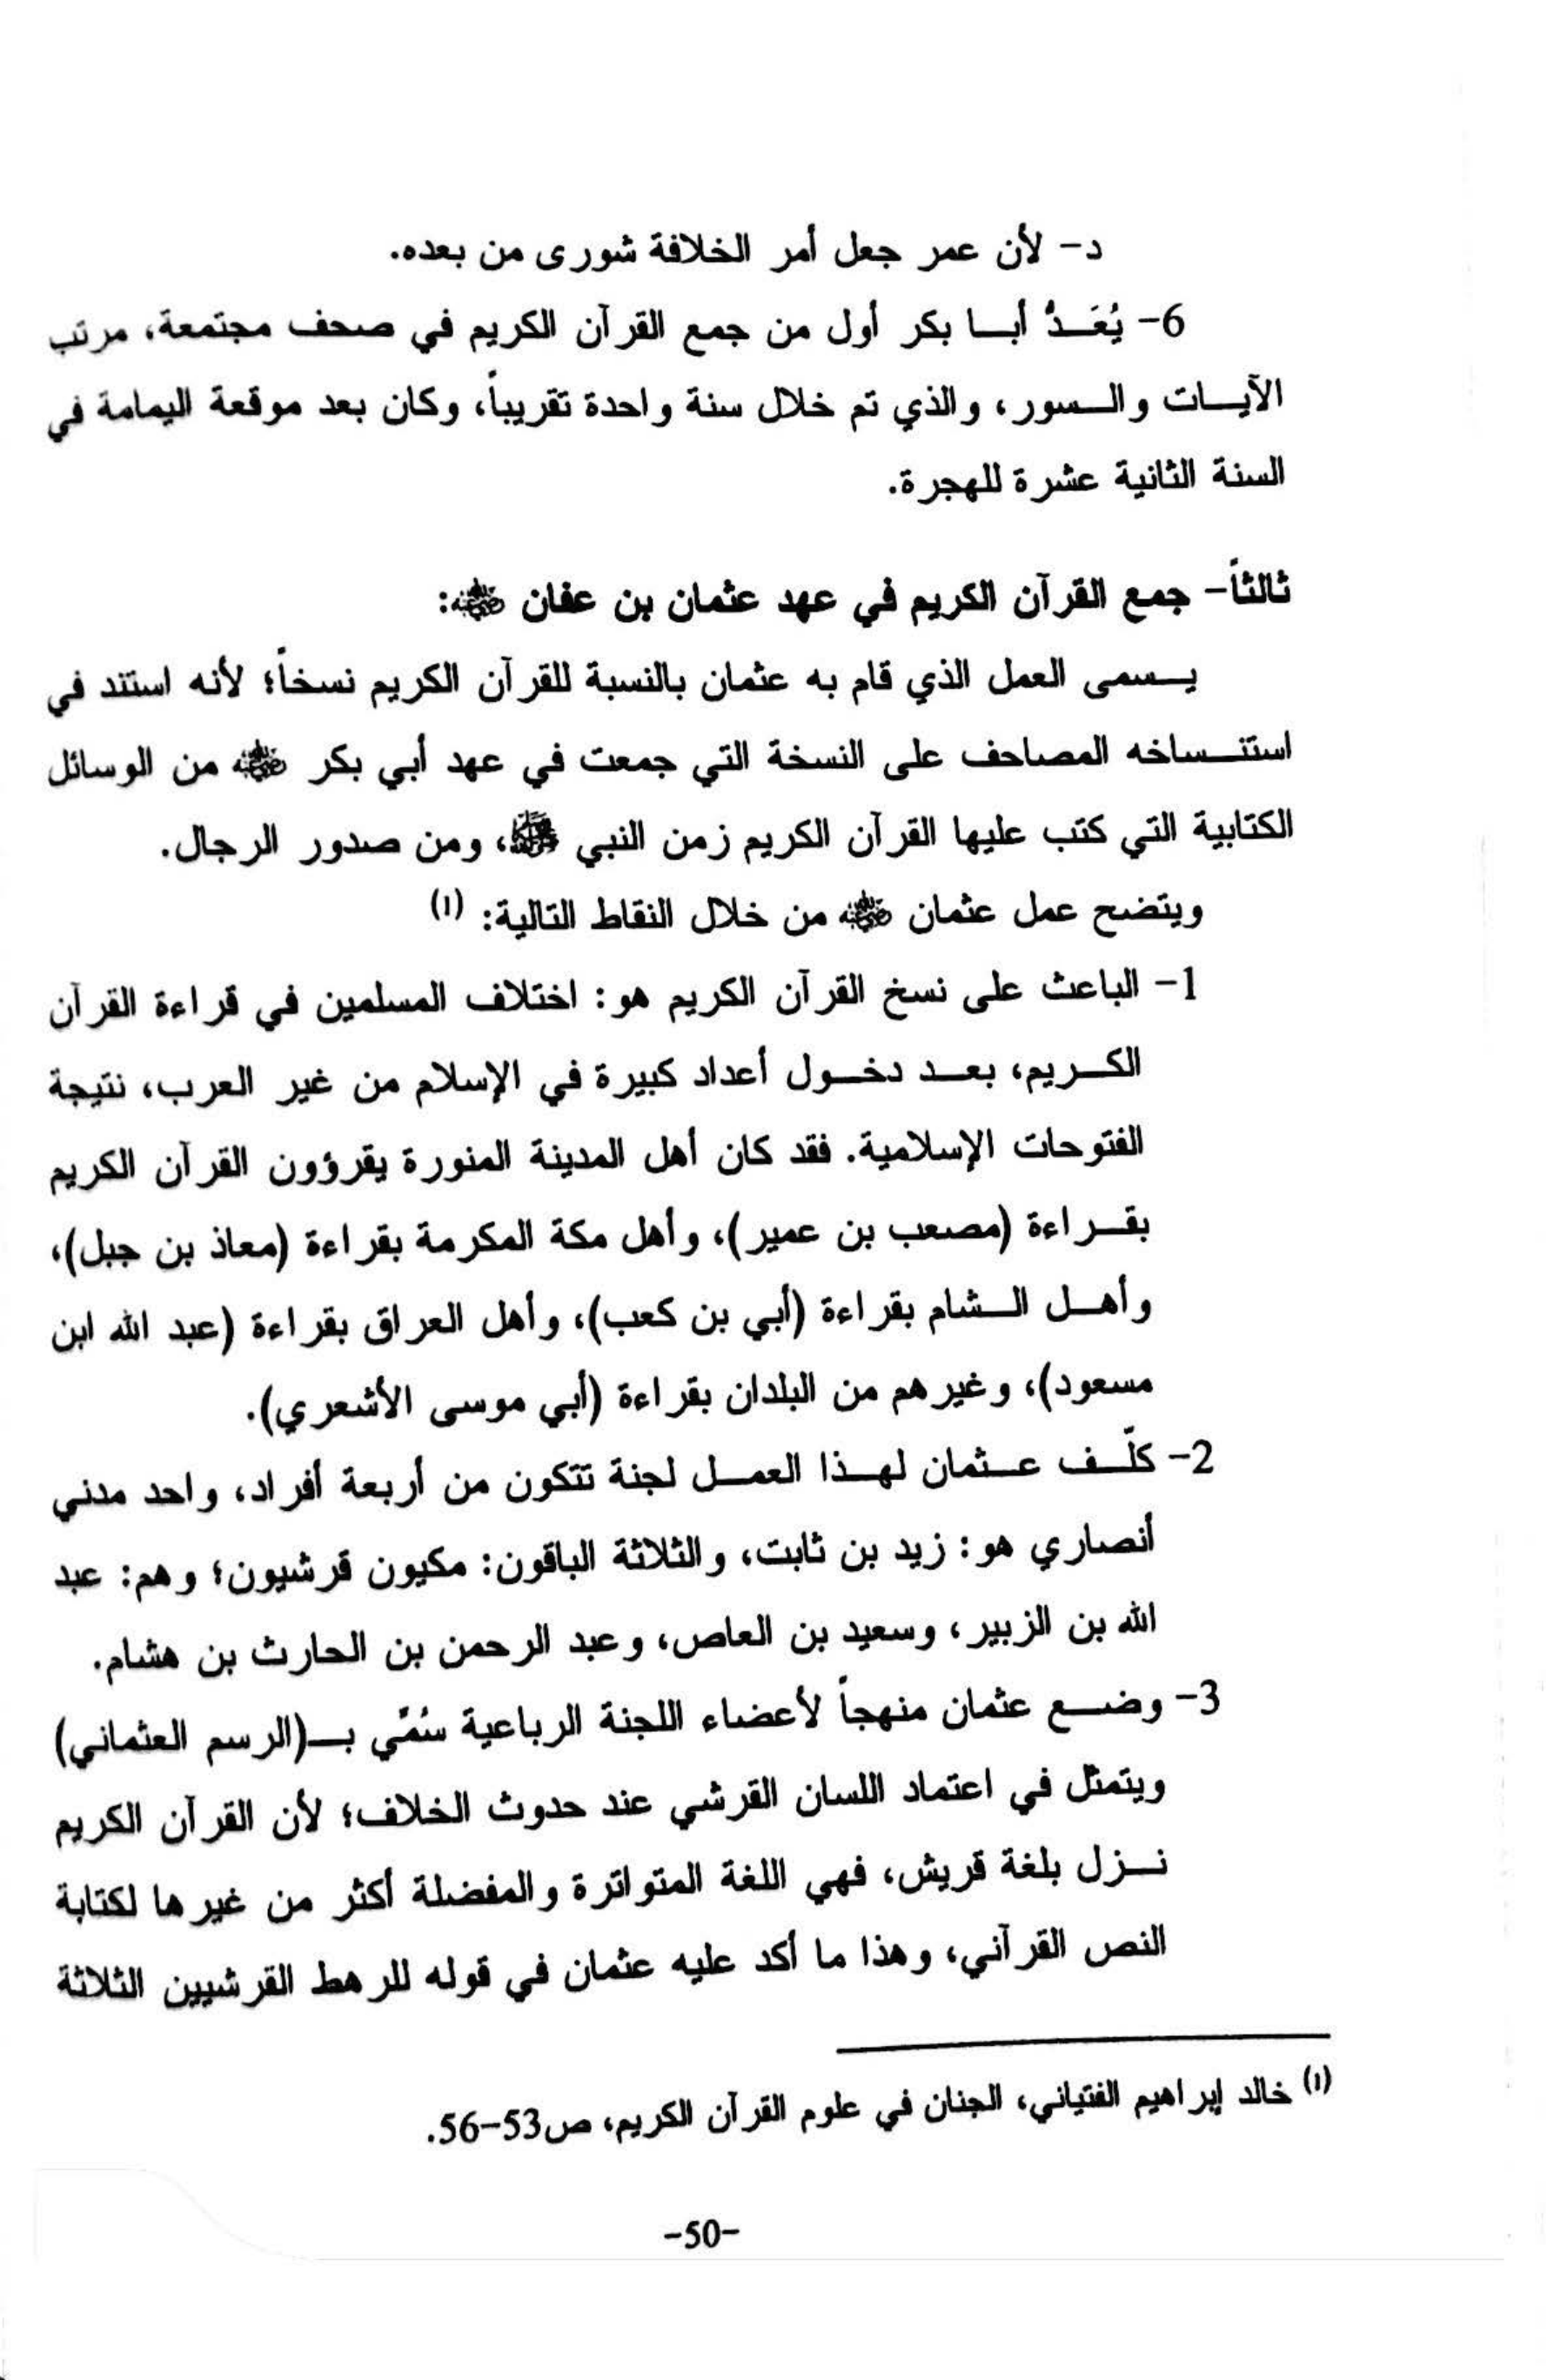 د- لأن عمر جعل أمر الخلافة شورى من بعده.
6- يُعَدُّ أبا بكر أول من جمع القرآن الكريم في صحف مجتمعة، مرتب
الآيات والسور، والذي تم خلال سنة واحدة تقريباً، وكان بعد موقعة اليمامة في
السنة الثانية عشرة للهجرة.
ثالثاً- جمع القرآن الكريم في عهد عثمان بن عفان رضي الله عنه:
يسمى العمل الذي قام به عثمان بالنسبة للقرآن الكريم نسخاً؛ لأنه استند في
استنساخه المصاحف على النسخة التي جمعت في عهد أبي بكر رضي الله عنه من الوسائل
الكتابية التي كتب عليها القرآن الكريم زمن النبي ﷺ، ومن صدور الرجال.
ويتضح عمل عثمان رضي الله عنه من خلال النقاط التالية: (١)
1- الباعث على نسخ القرآن الكريم هو: اختلاف المسلمين في قراءة القرآن
الكريم، بعد دخول أعداد كبيرة في الإسلام من غير العرب، نتيجة
الفتوحات الإسلامية. فقد كان أهل المدينة المنورة يقرؤون القرآن الكريم
بقراءة (مصعب بن عمير)، وأهل مكة المكرمة بقراءة (معاذ بن جبل)،
وأهل الشام بقراءة (أبي بن كعب)، وأهل العراق بقراءة (عبد الله ابن
مسعود)، وغيرهم من البلدان بقراءة (أبي موسى الأشعري).
2- كلّف عثمان لهذا العمل لجنة تتكون من أربعة أفراد، واحد مدني
أنصاري هو: زيد بن ثابت، والثلاثة الباقون: مكيون قرشيون؛ وهم: عبد
الله بن الزبير، وسعيد بن العاص، وعبد الرحمن بن الحارث بن هشام.
3- وضع عثمان منهجاً لأعضاء اللجنة الرباعية سُمّي بـ(الرسم العثماني)
ويتمثل في اعتماد اللسان القرشي عند حدوث الخلاف؛ لأن القرآن الكريم
نزل بلغة قريش، فهي اللغة المتواترة والمفضلة أكثر من غيرها لكتابة
النص القرآني، وهذا ما أكد عليه عثمان في قوله للرهط القرشيين الثلاثة
(١) خالد إبراهيم الفتياني، الجنان في علوم القرآن الكريم، ص53-56.
-50-